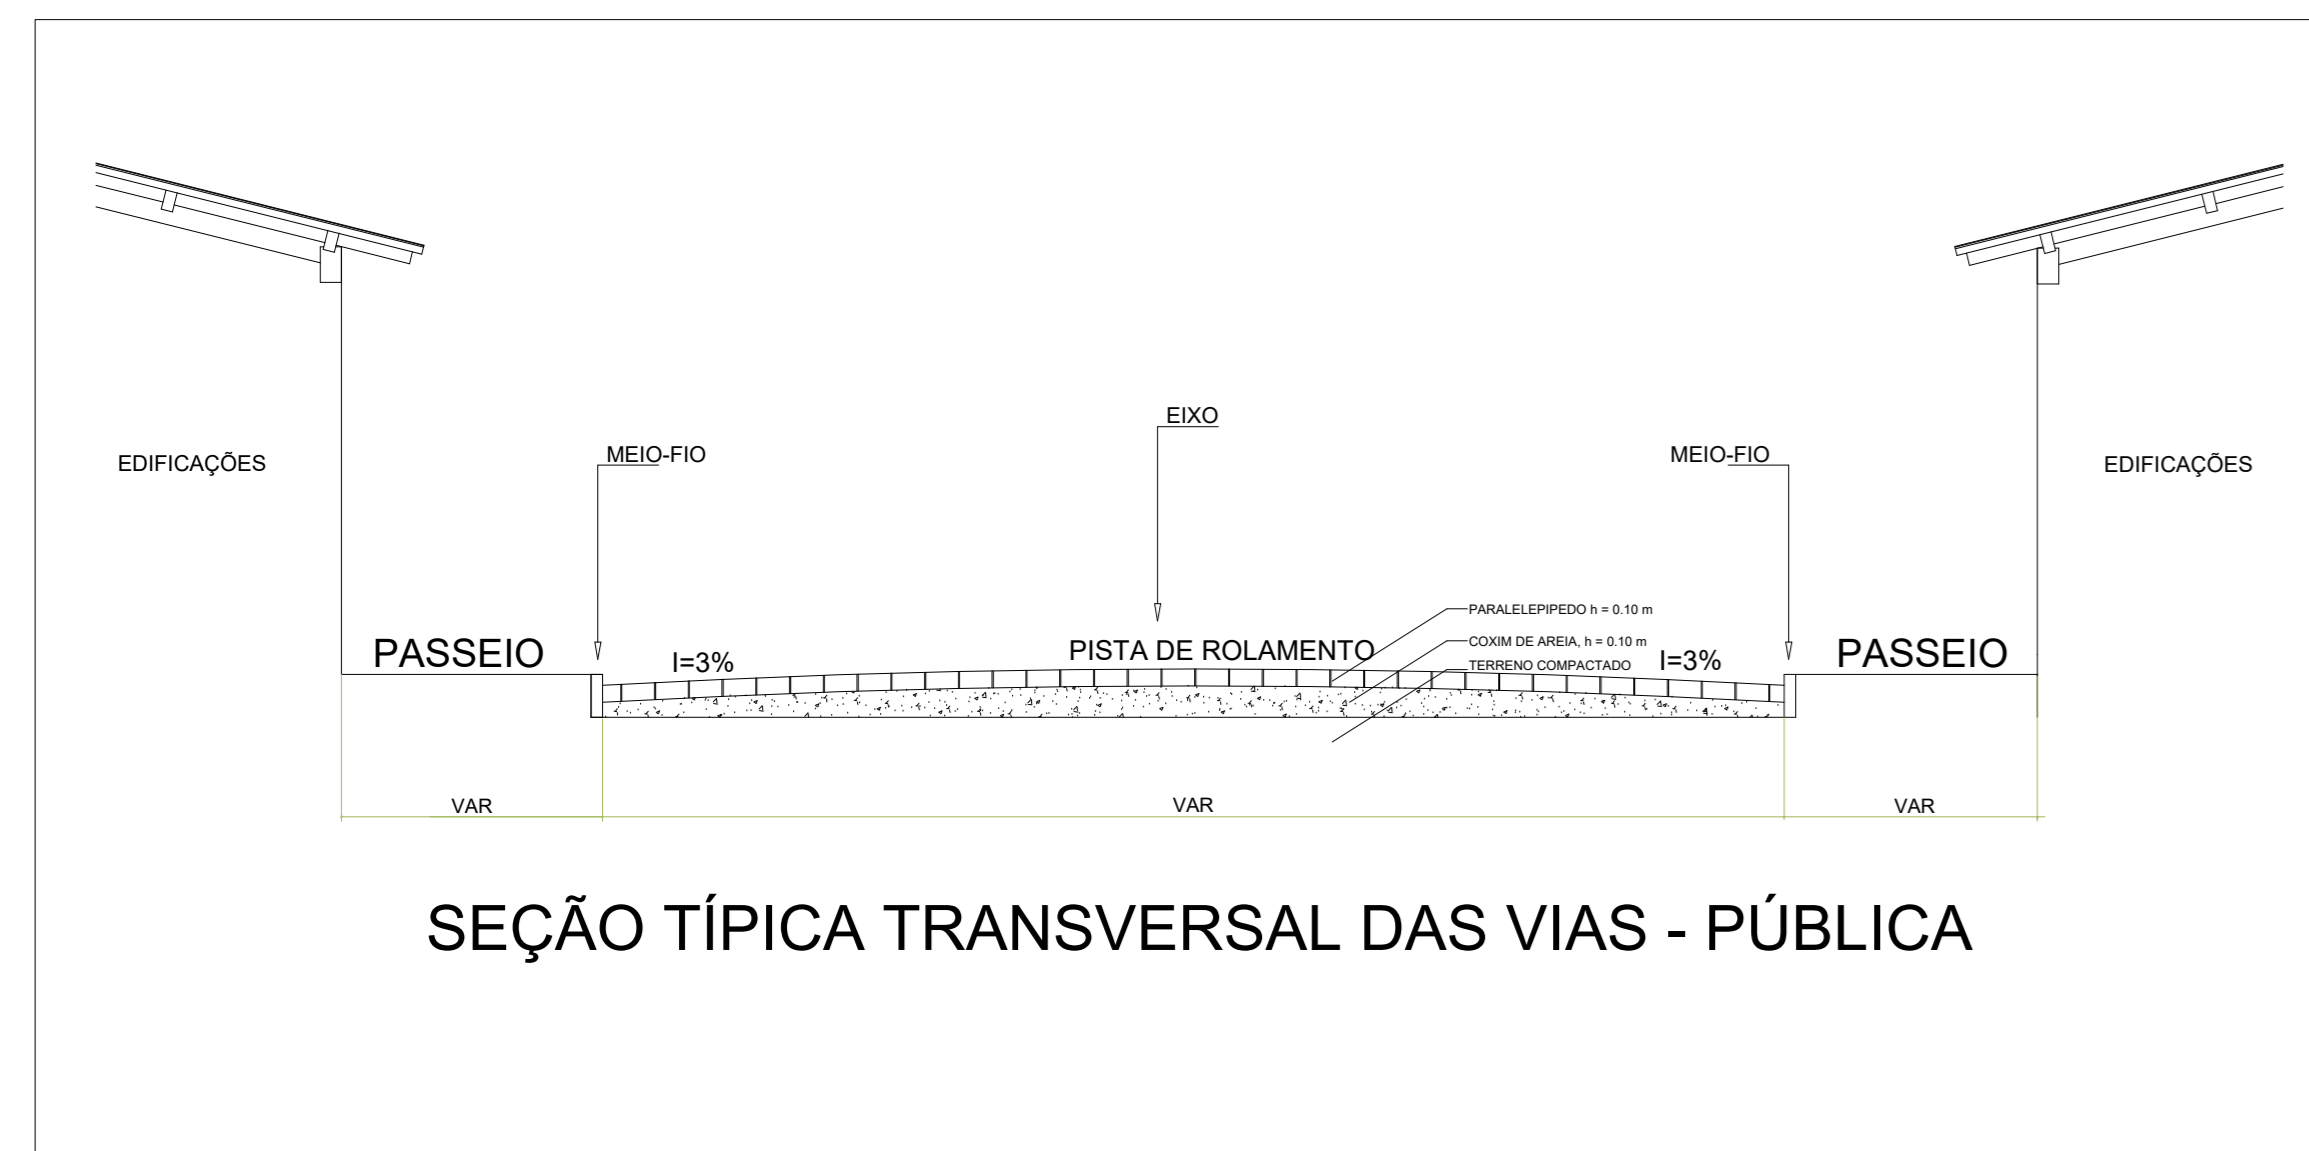 EIXO
MEIO-FIO
MEIO-FIO
EDIFICAÇÕES
EDIFICAÇÕES
PARALELEPIPEDO h = 0.10 m
COXIM DE AREIA, h = 0.10 m
TERRENO COMPACTADO
PASSEIO
I=3%
PISTA DE ROLAMENTO
I=3%
PASSEIO
VAR
VAR
VAR
SEÇÃO TÍPICA TRANSVERSAL DAS VIAS - PÚBLICA